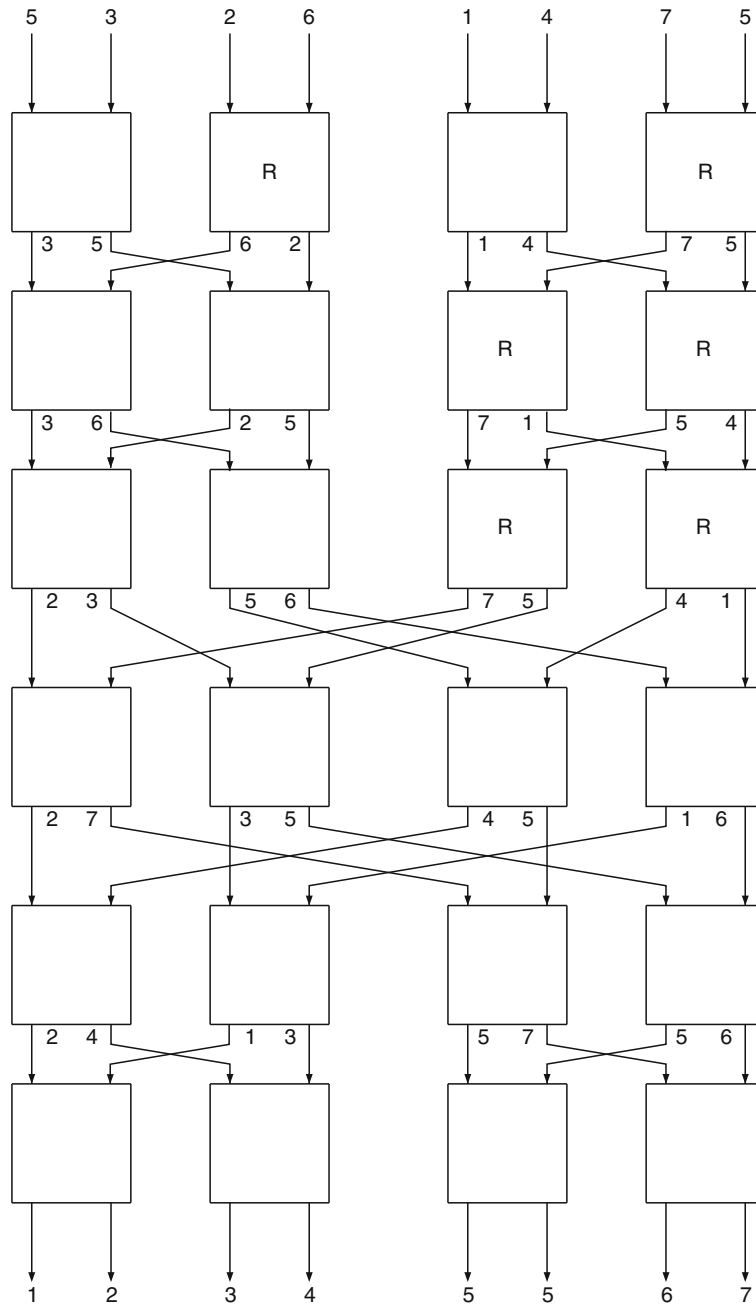 5 3 2 6 1 4 7 5
R R
3 5 6 2 1 4 7 5
R R
3 6 2 5 7 1 5 4
R R
2 3 5 6 7 5 4 1
2 7 3 5 4 5 1 6
2 4 1 3 5 7 5 6
1 2 3 4 5 5 6 7